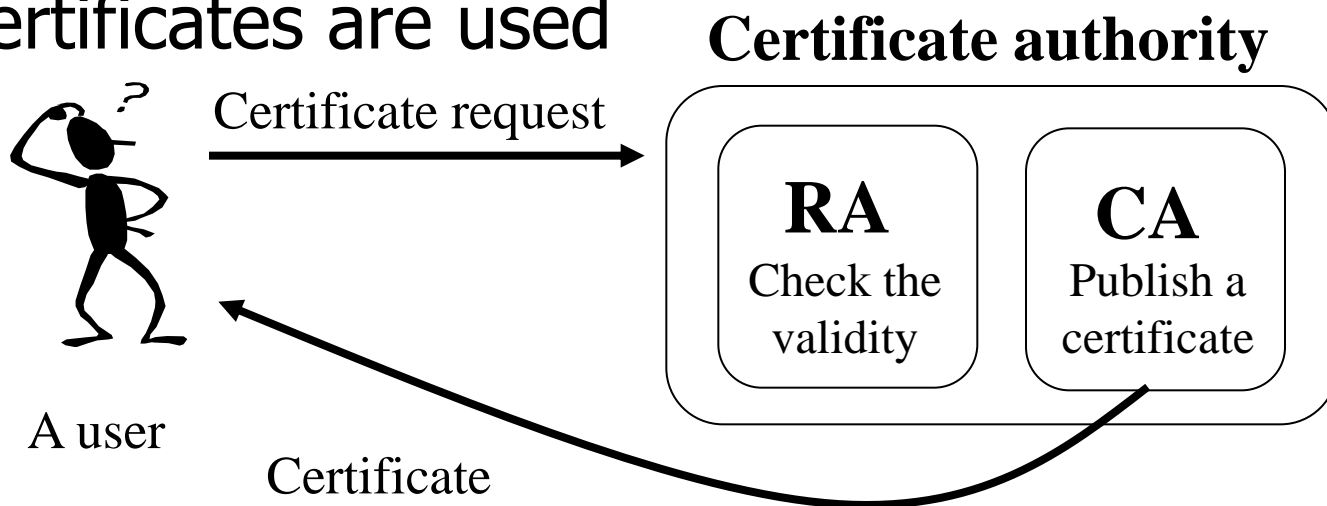 ertificates are used
Certificate authority
?
Certificate request
RA
Check the
validity
CA
Publish a
certificate
A user
Certificate